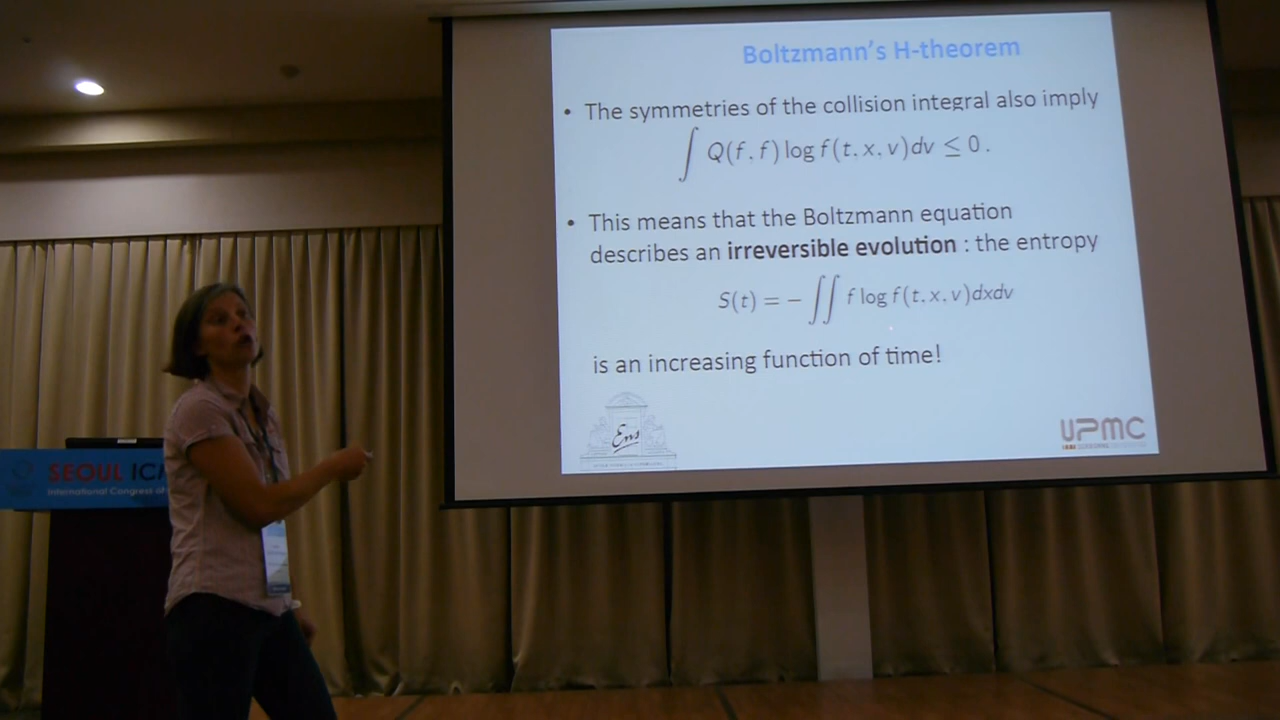 Boltzmann's H-theorem
• The symmetries of the collision integral also imply
∫ Q(f, f) log f(t, x, v)dv ≤ 0.
• This means that the Boltzmann equation
describes an irreversible evolution : the entropy
S(t) = − ∬ f log f(t, x, v)dxdv
is an increasing function of time!
Ens
UPMC
SEOUL IC
International Congress of